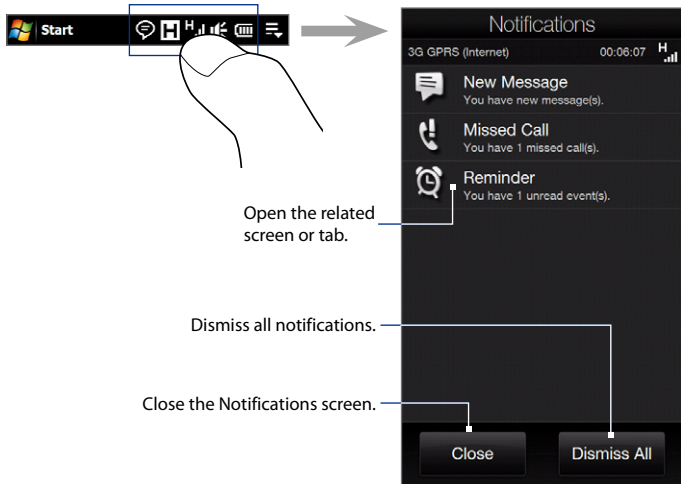 Start
H
H
Notifications
3G GPRS (Internet) 00:06:07 H
New Message
You have new message(s).
Missed Call
You have 1 missed call(s).
Reminder
You have 1 unread event(s).
Open the related
screen or tab.
Dismiss all notifications.
Close the Notifications screen.
Close Dismiss All